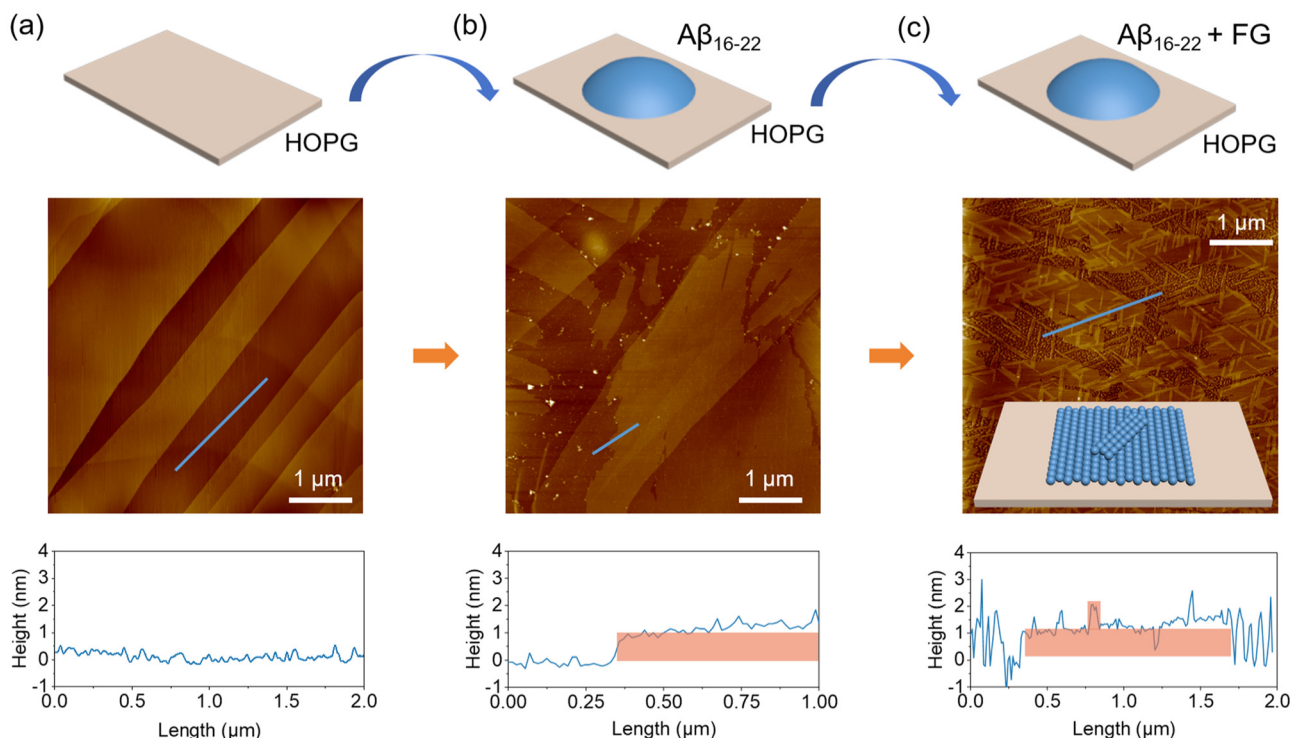 (a)
HOPG
(b)
Aβ16-22
HOPG
(c)
Aβ16-22 + FG
HOPG
1 μm
1 μm
1 μm
4
3
2
1
0
-1
Height (nm)
0.0 0.5 1.0 1.5 2.0
Length (μm)
4
3
2
1
0
-1
Height (nm)
0.00 0.25 0.50 0.75 1.00
Length (μm)
4
3
2
1
0
-1
Height (nm)
0.0 0.5 1.0 1.5 2.0
Length (μm)